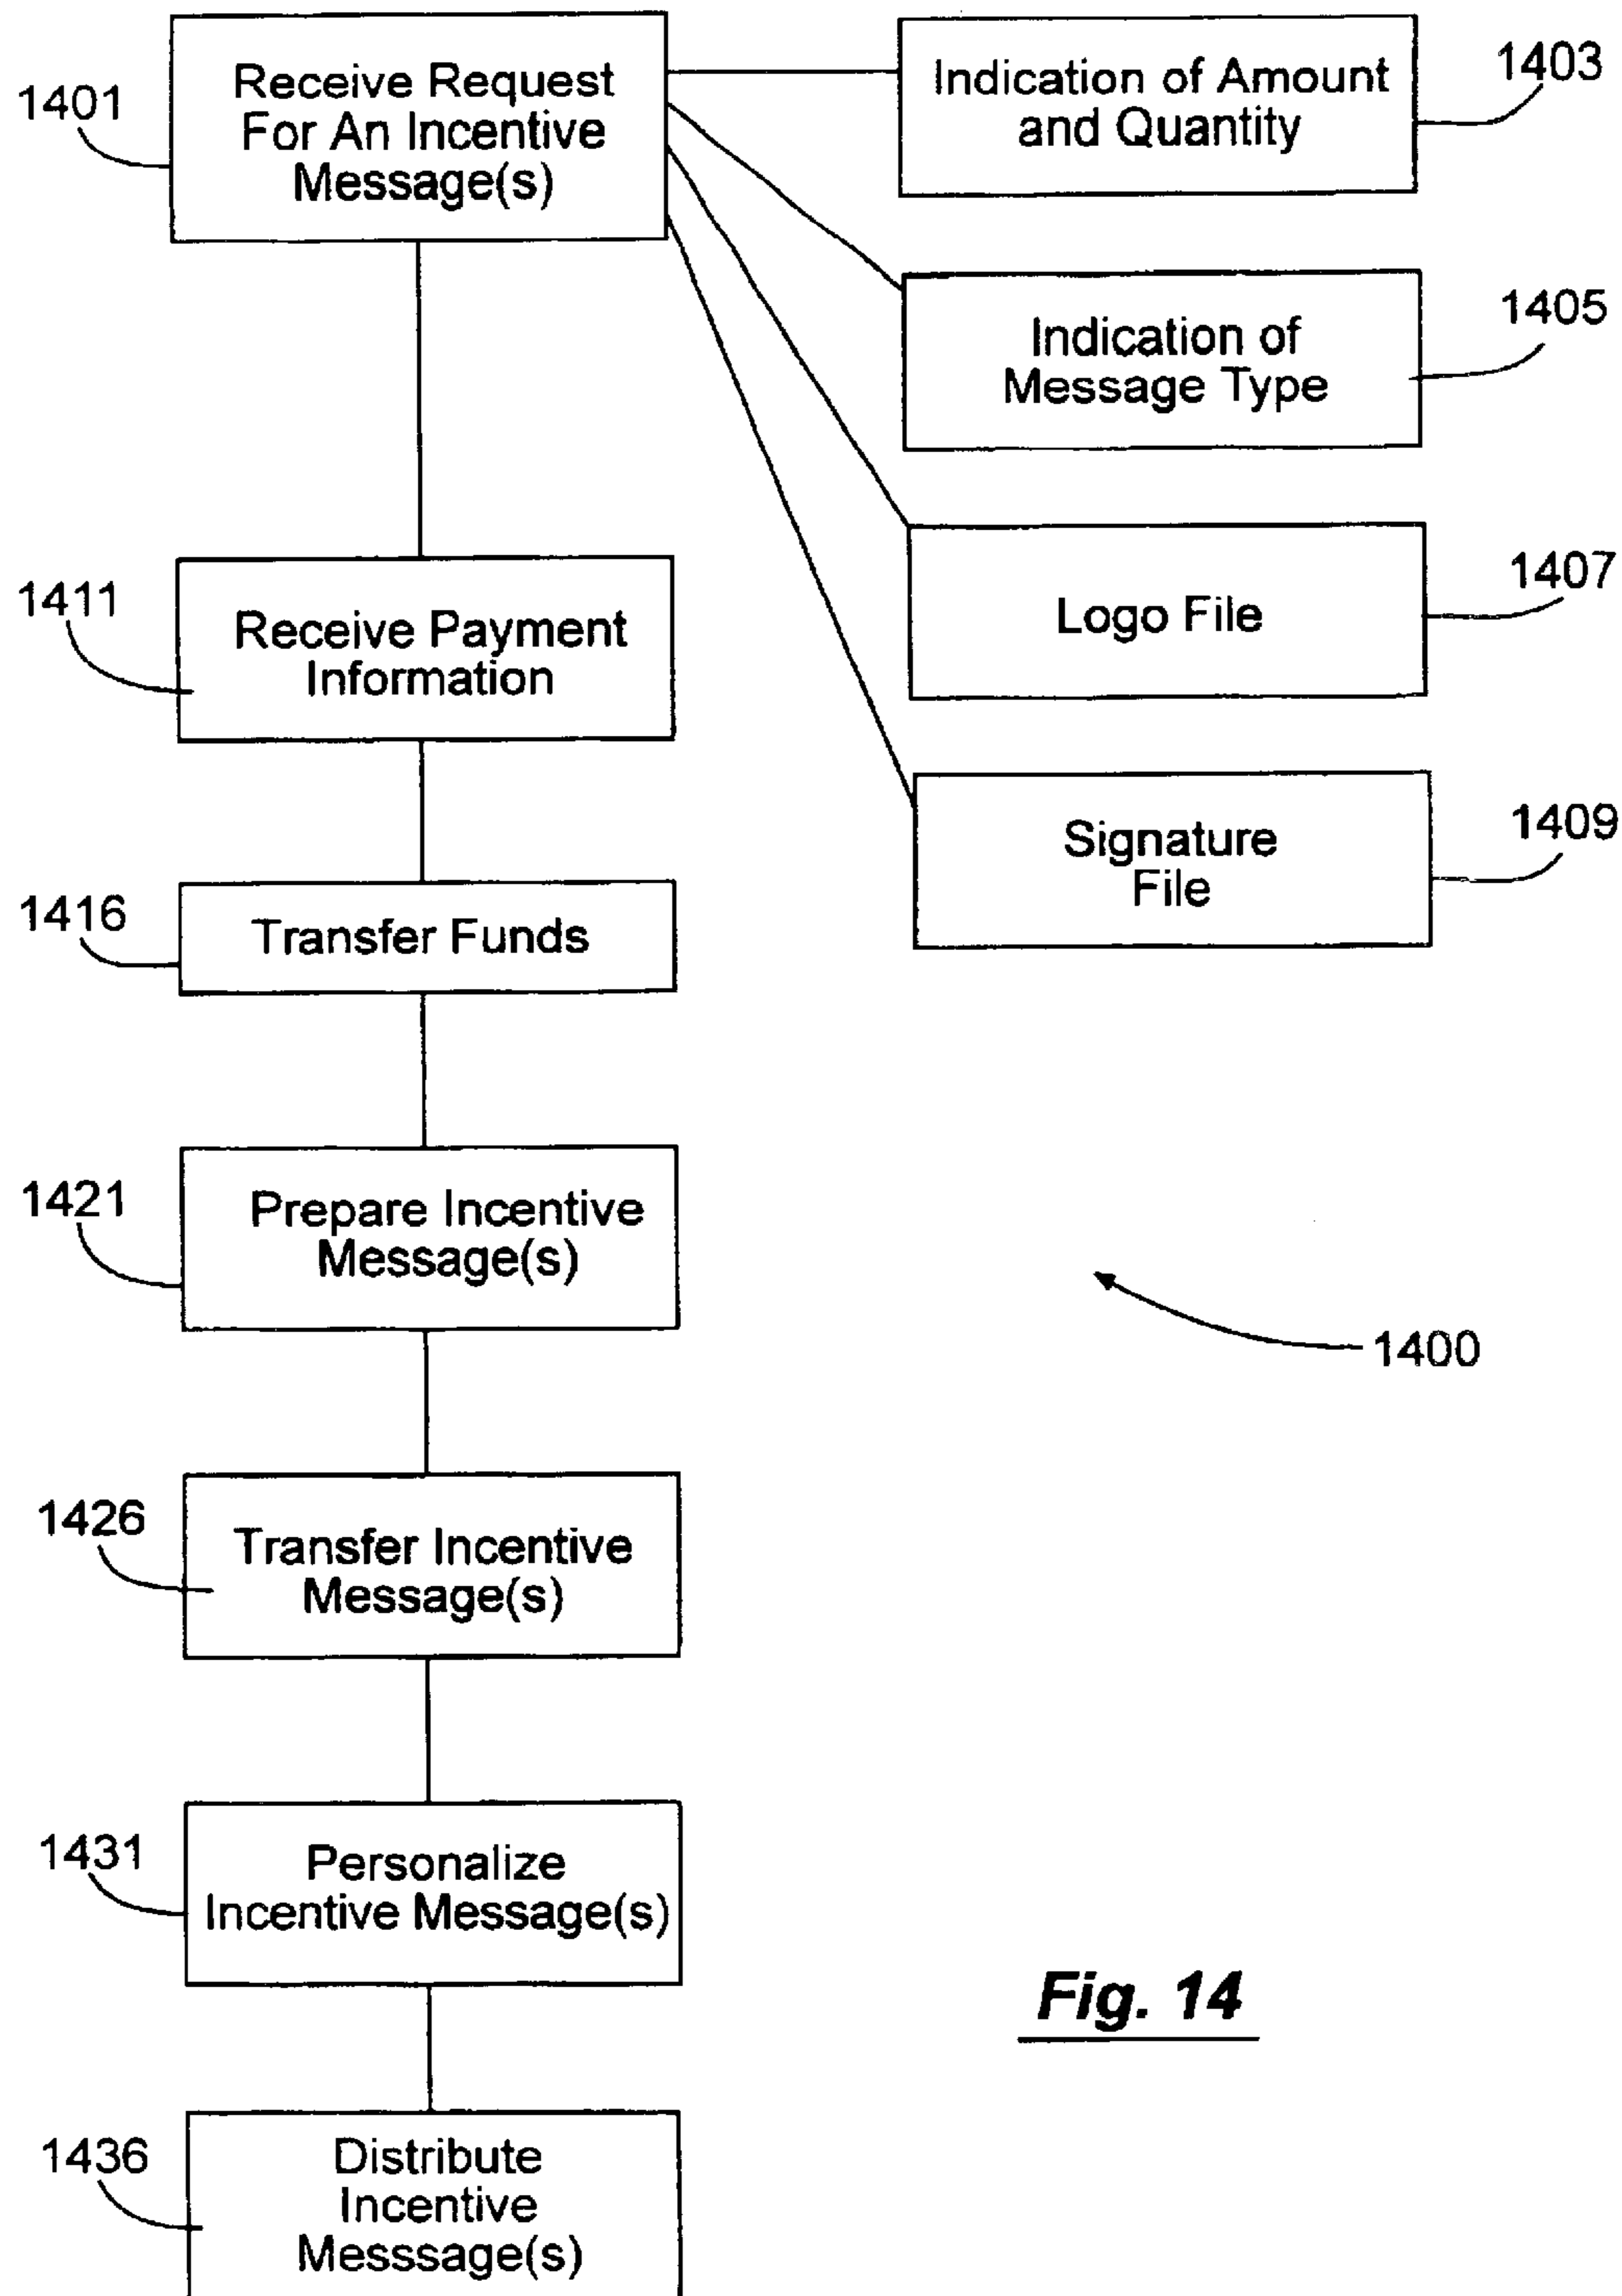 1401
Receive Request
For An Incentive
Message(s)
Indication of Amount
and Quantity
1403
Indication of
Message Type
1405
Logo File
1407
Signature
File
1409
1411
Receive Payment
Information
1416
Transfer Funds
1421
Prepare Incentive
Message(s)
1400
1426
Transfer Incentive
Message(s)
1431
Personalize
Incentive Message(s)
Fig. 14
1436
Distribute
Incentive
Messsage(s)